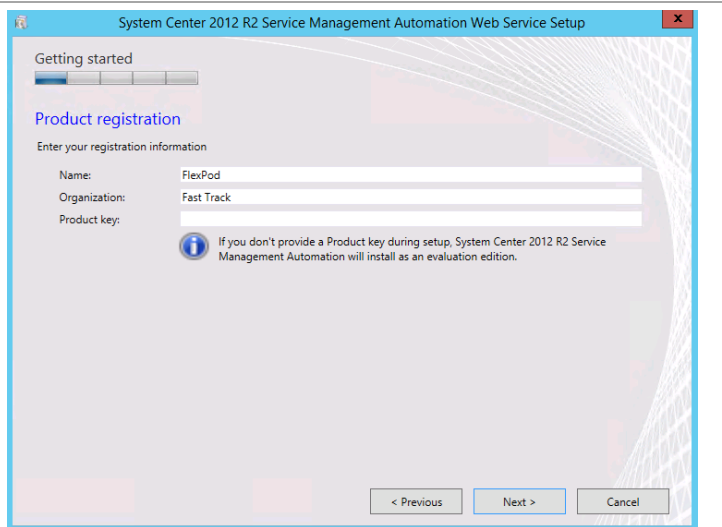 System Center 2012 R2 Service Management Automation Web Service Setup
x
Getting started
Product registration
Enter your registration information
Name: FlexPod
Organization: Fast Track
Product key:
If you don't provide a Product key during setup, System Center 2012 R2 Service
Management Automation will install as an evaluation edition.
< Previous Next > Cancel